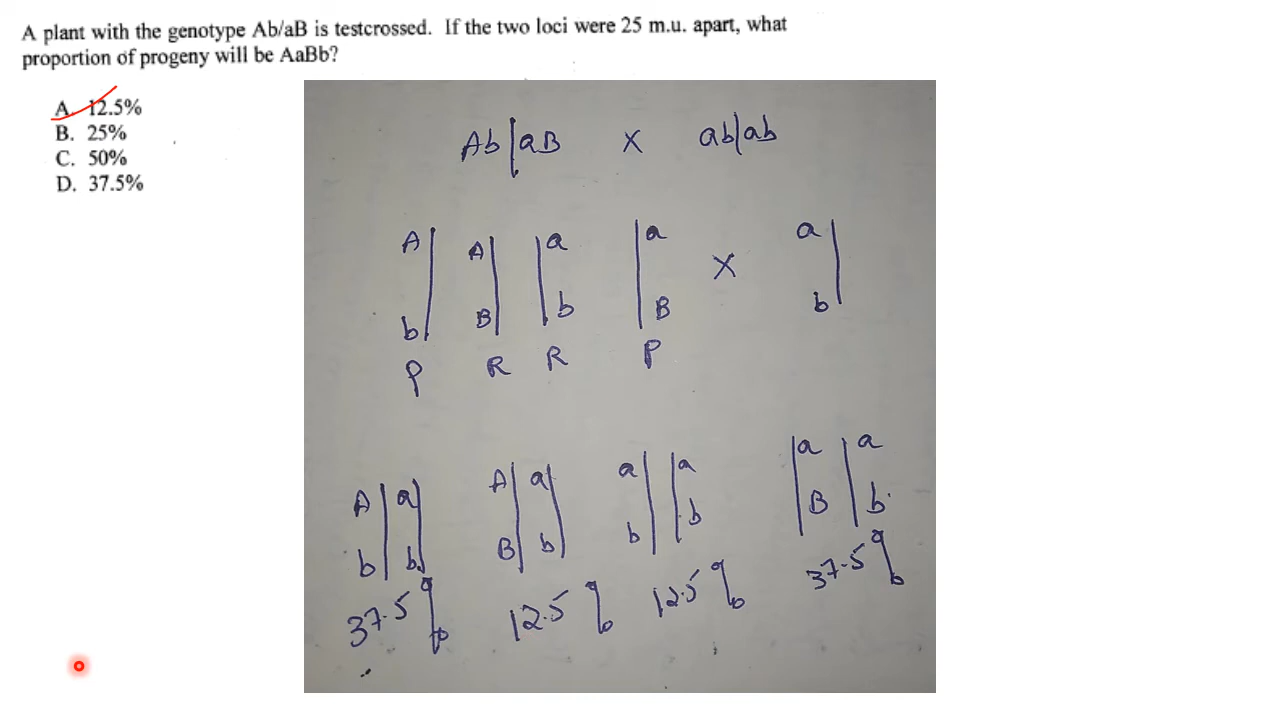 A plant with the genotype Ab/aB is testcrossed.  If the two loci were 25 m.u. apart, what
proportion of progeny will be AaBb?
A. 12.5%
B. 25%
C. 50%
D. 37.5%
Ab|aB x ab|ab
A A a a x a
b B b B b
P R R P
A a A a a a a a
b b B b b b B b
37.5% 12.5% 12.5% 37.5%